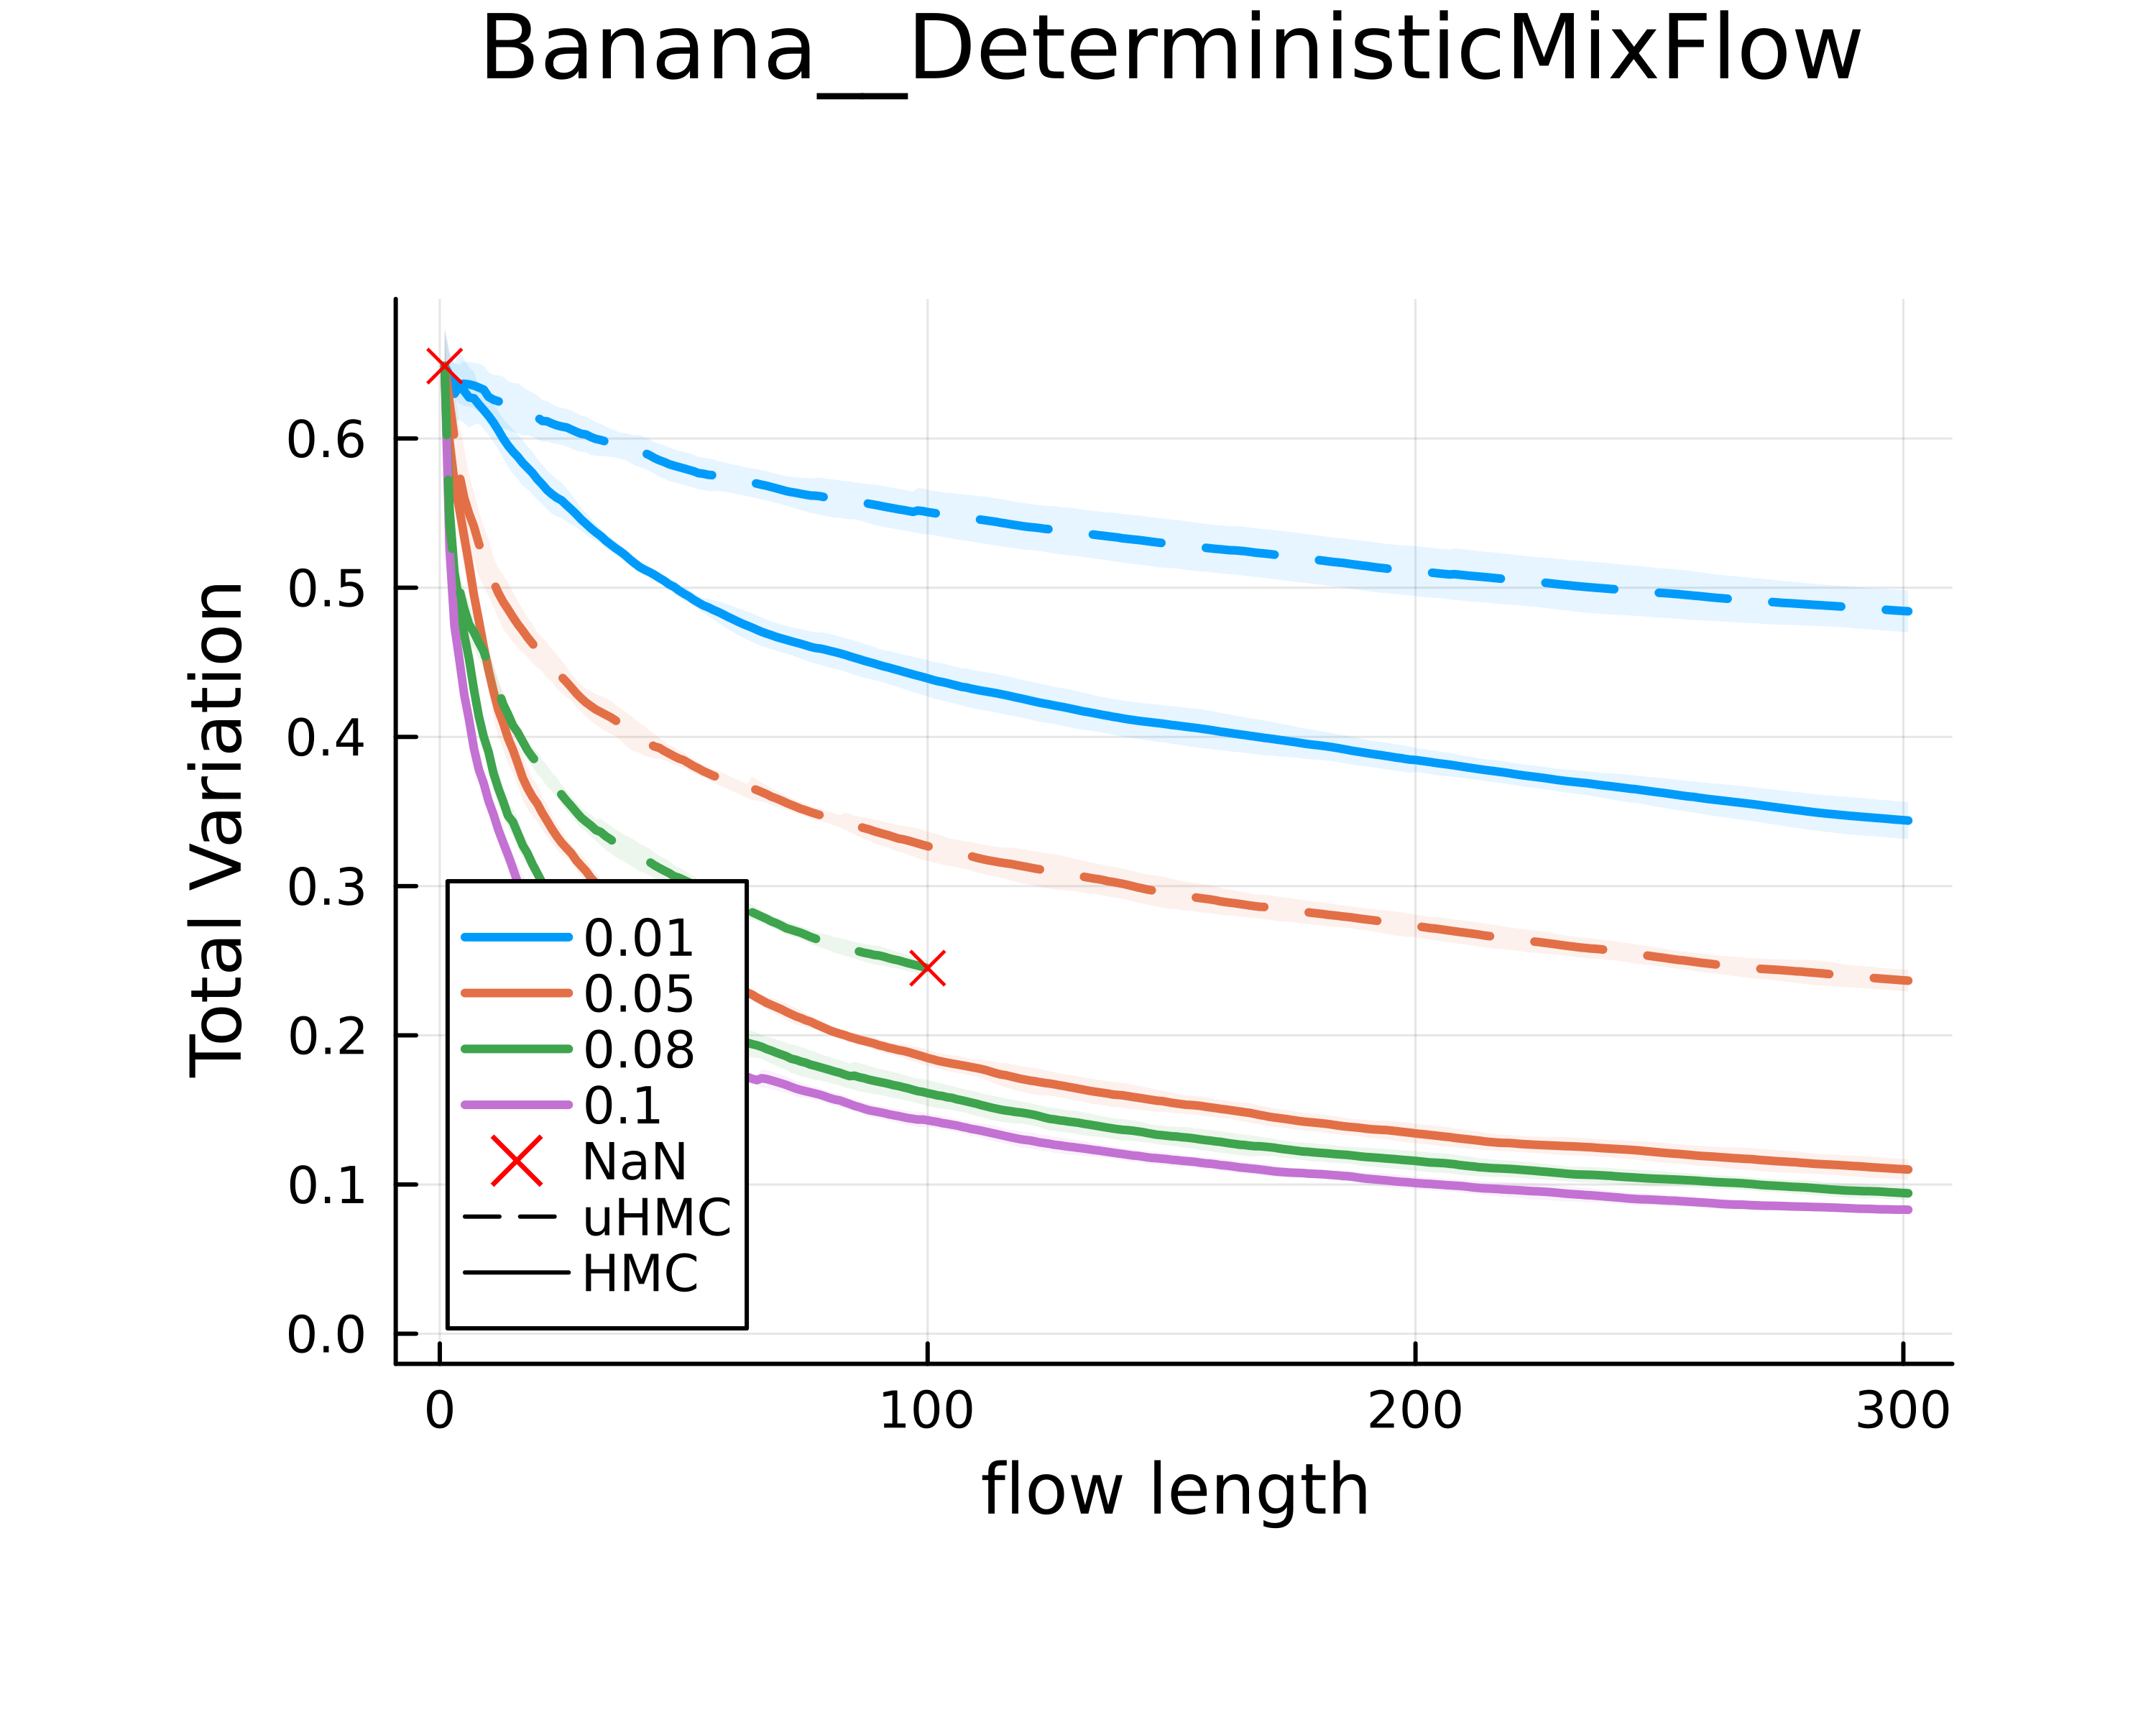 Banana__DeterministicMixFlow
Total Variation
0.6
0.5
0.4
0.3
0.2
0.1
0.0
0.01
0.05
0.08
0.1
NaN
uHMC
HMC
0 100 200 300
flow length